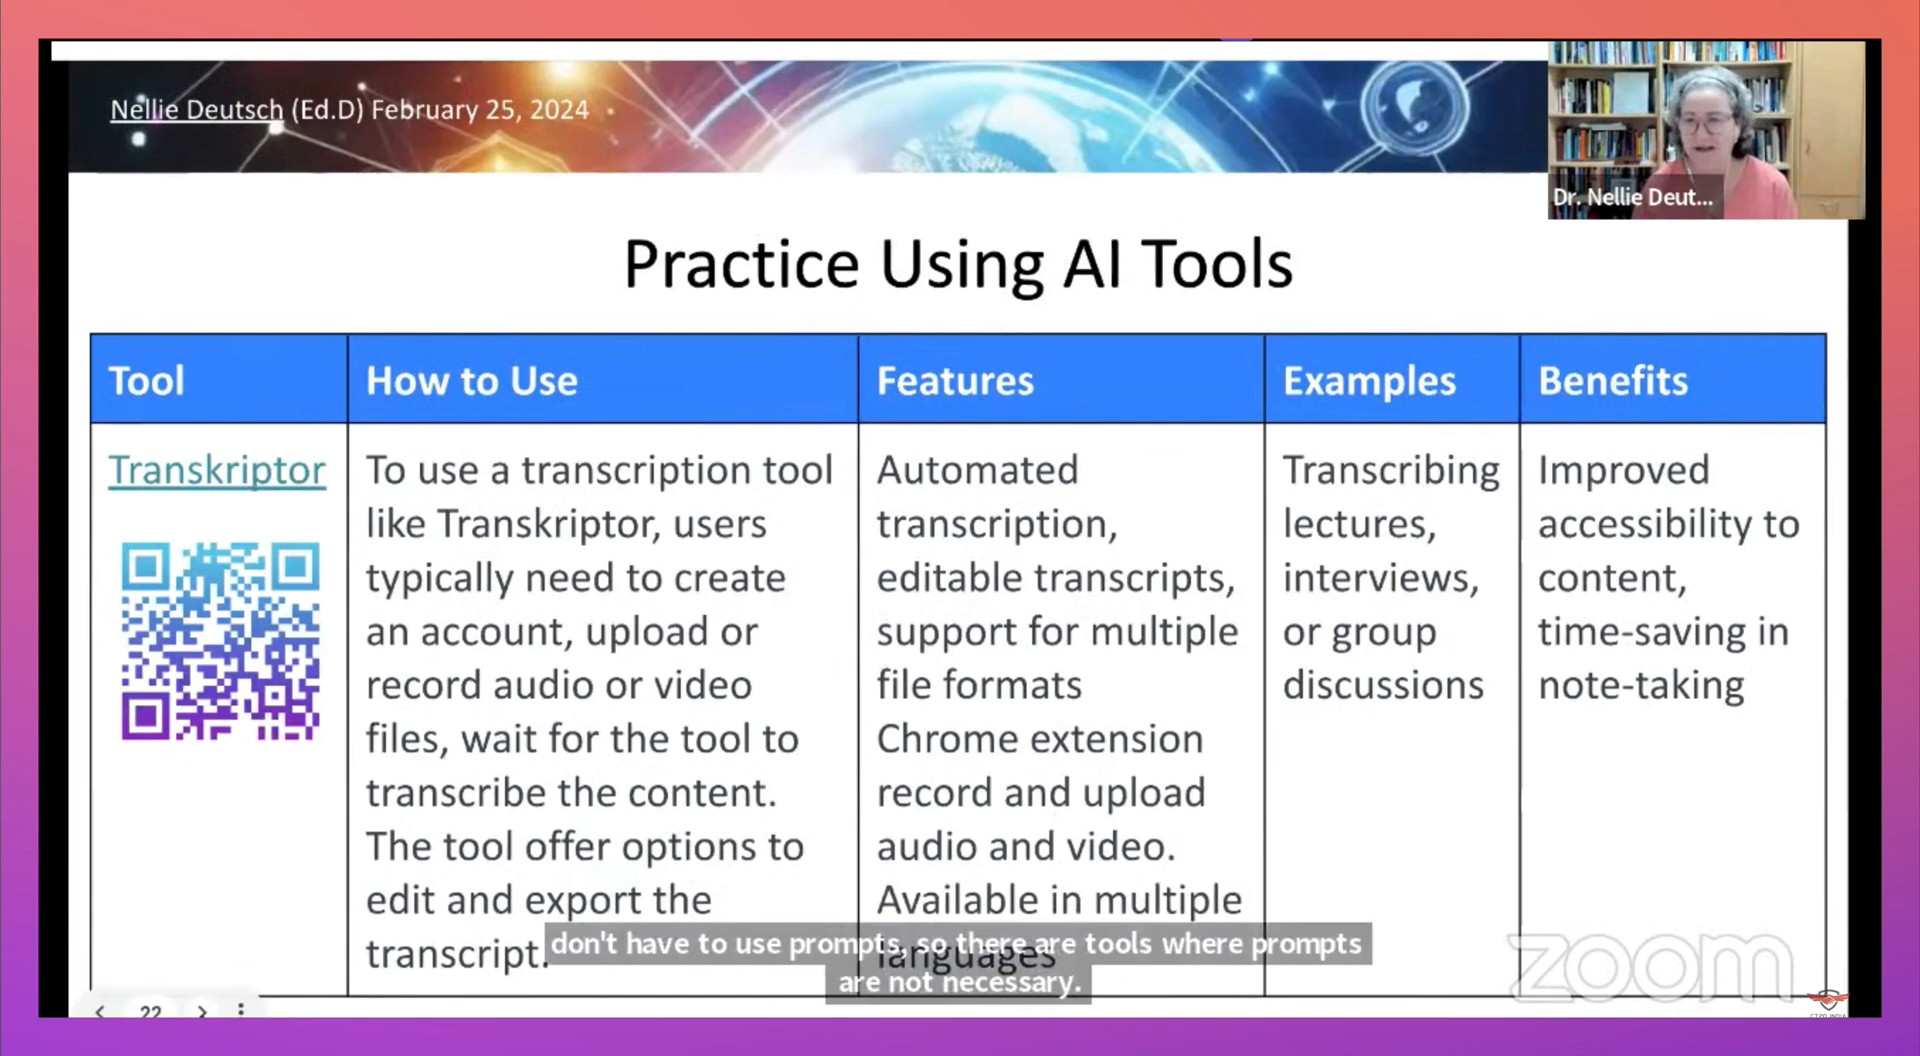 Nellie Deutsch (Ed.D) February 25, 2024
Dr. Nellie Deut...
Practice Using AI Tools
Tool
How to Use
Features
Examples
Benefits
Transkriptor
To use a transcription tool
like Transkriptor, users
typically need to create
an account, upload or
record audio or video
files, wait for the tool to
transcribe the content.
The tool offer options to
edit and export the
transcript.
Automated
transcription,
editable transcripts,
support for multiple
file formats
Chrome extension
record and upload
audio and video.
Available in multiple
languages
Transcribing
lectures,
interviews,
or group
discussions
Improved
accessibility to
content,
time-saving in
note-taking
don't have to use prompts, so there are tools where prompts
are not necessary.
zoom
22